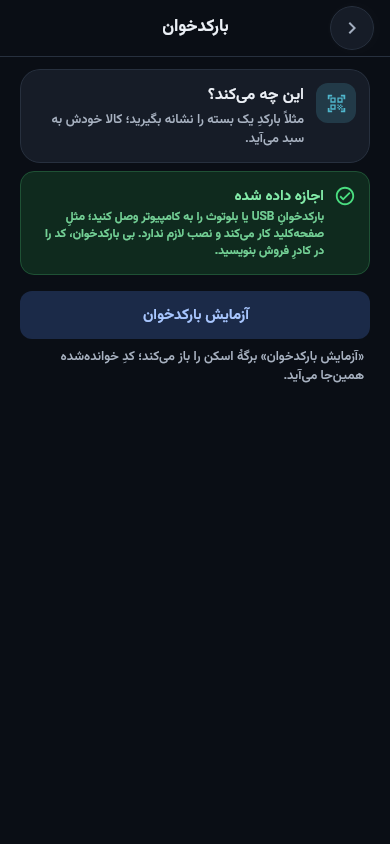 بارکدخوان
این چه می‌کند؟
مثلاً بارکدِ یک بسته را نشانه بگیرید؛ کالا خودش به
سبد می‌آید.
اجازه داده شده
بارکدخوانِ USB یا بلوتوث را به کامپیوتر وصل کنید؛ مثلِ
صفحه‌کلید کار می‌کند و نصب لازم ندارد. بی بارکدخوان، کد را
در کادرِ فروش بنویسید.
آزمایش بارکدخوان
«آزمایش بارکدخوان» برگهٔ اسکن را باز می‌کند؛ کدِ خوانده‌شده
همین‌جا می‌آید.